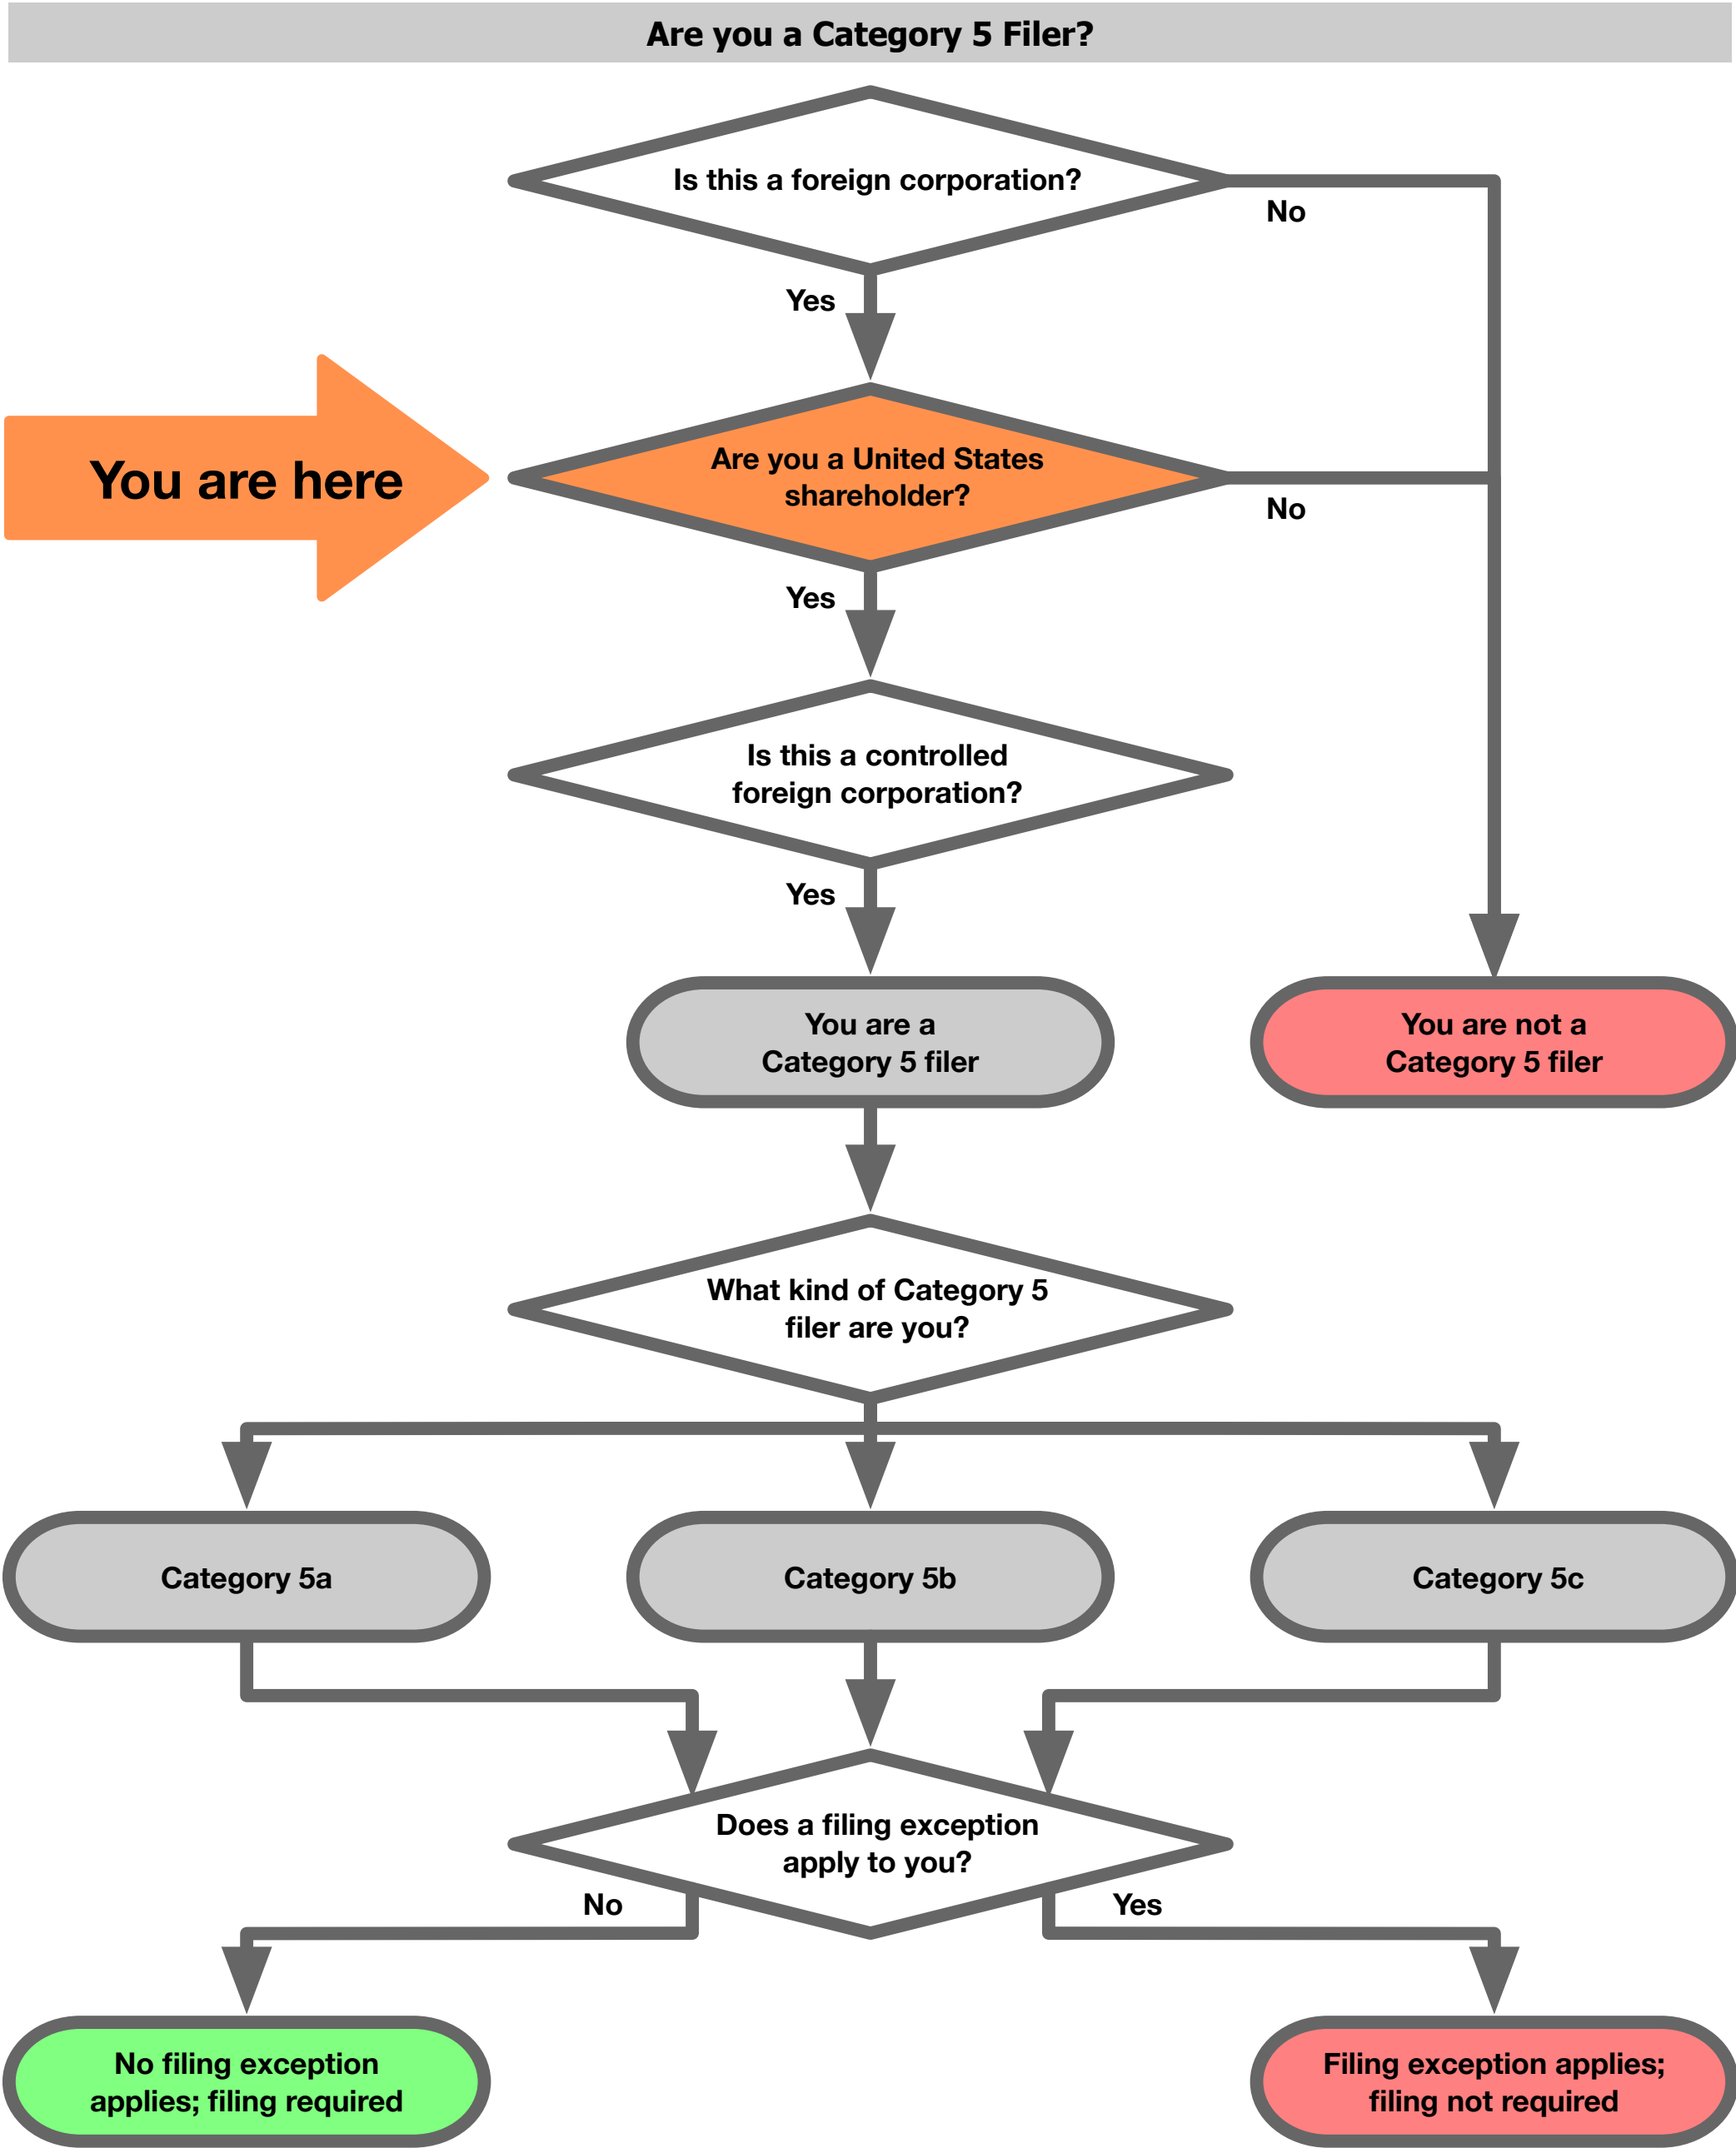 Are you a Category 5 Filer?
Is this a foreign corporation?
No
Yes
You are here
Are you a United States
shareholder?
No
Yes
Is this a controlled
foreign corporation?
Yes
You are a
Category 5 filer
You are not a
Category 5 filer
What kind of Category 5
filer are you?
Category 5a
Category 5b
Category 5c
Does a filing exception
apply to you?
No
Yes
No filing exception
applies; filing required
Filing exception applies;
filing not required